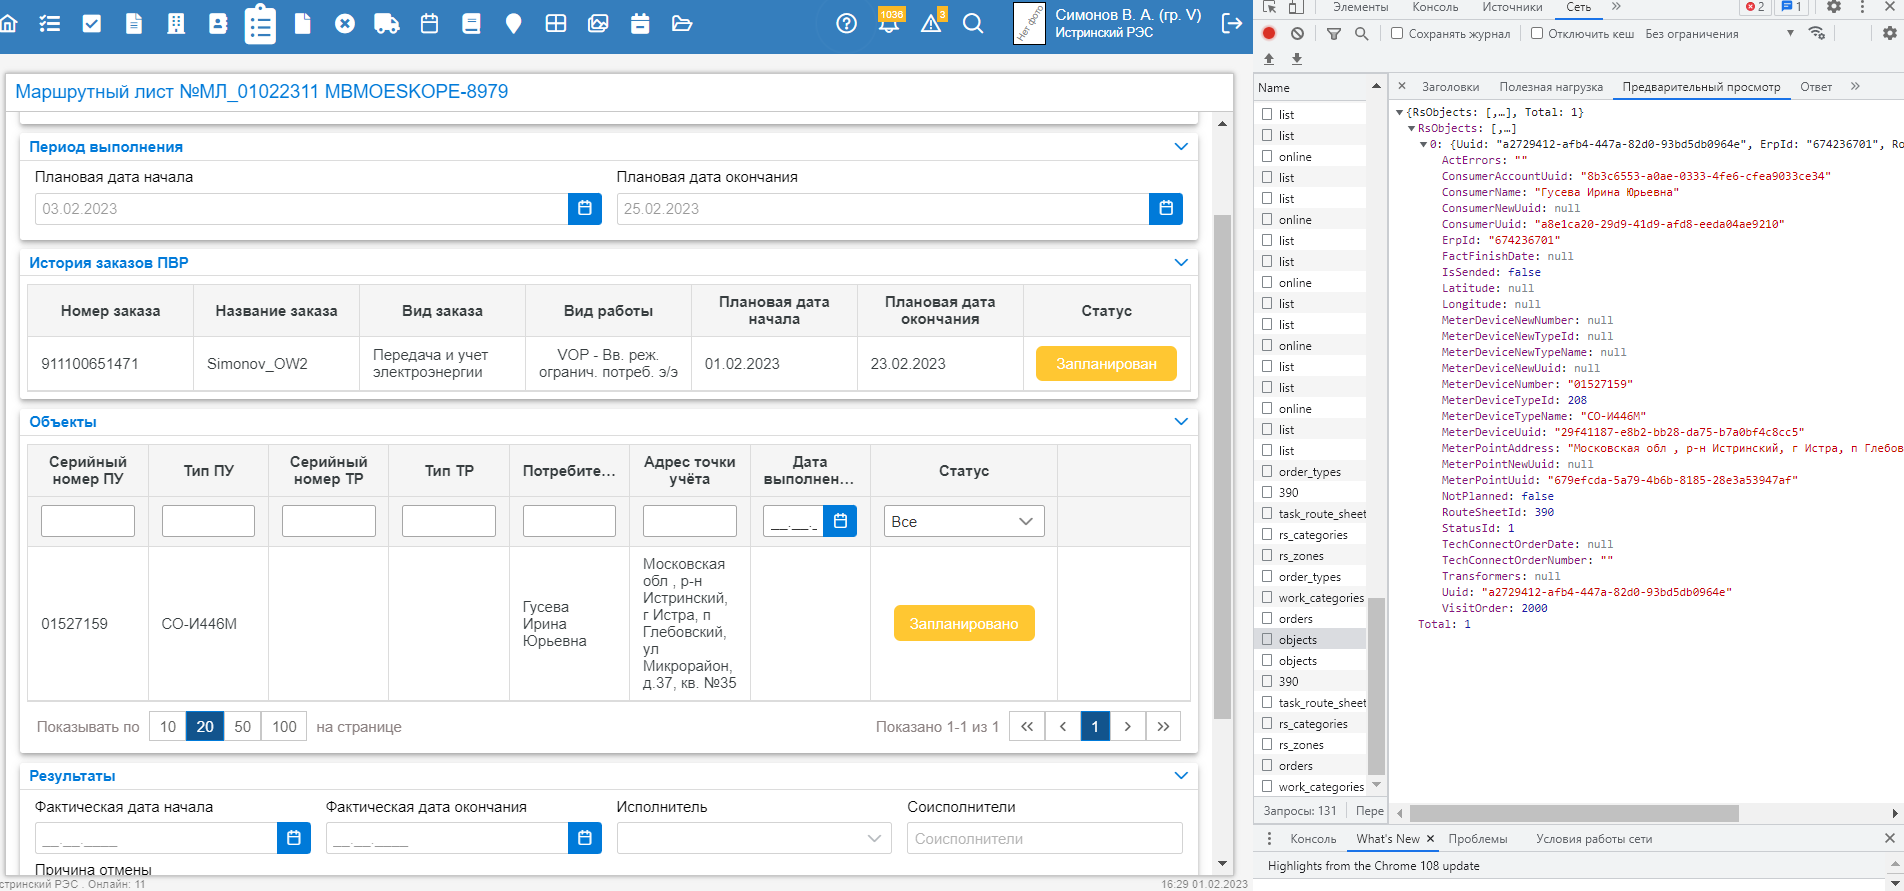 1036
3
Нет фото
Симонов В. А. (гр. V)
Истринский РЭС
Маршрутный лист №МЛ_01022311 MBMOESKOPE-8979
Период выполнения
Плановая дата начала
Плановая дата окончания
03.02.2023
25.02.2023
История заказов ПВР
Номер заказа
Название заказа
Вид заказа
Вид работы
Плановая дата начала
Плановая дата окончания
Статус
911100651471
Simonov_OW2
Передача и учет электроэнергии
VOP - Вв. реж. огранич. потреб. э/э
01.02.2023
23.02.2023
Запланирован
Объекты
Серийный номер ПУ
Тип ПУ
Серийный номер ТР
Тип ТР
Потребите...
Адрес точки учёта
Дата выполнен...
Статус
__.__._
Все
01527159
СО-И446М
Гусева Ирина Юрьевна
Московская обл , р-н Истринский, г Истра, п Глебовский, ул Микрорайон, д.37, кв. №35
Запланировано
Показывать по 10 20 50 100 на странице
Показано 1-1 из 1
1
Результаты
Фактическая дата начала
Фактическая дата окончания
Исполнитель
Соисполнители
__.__.____
__.__.____
Соисполнители
Причина отмены
стринский РЭС . Онлайн: 11
16:29 01.02.2023
Элементы Консоль Источники Сеть » 2 1
Сохранять журнал Отключить кеш Без ограничения
Name
list
list
online
list
list
online
list
list
online
list
list
online
list
list
online
list
list
order_types
390
task_route_sheet
rs_categories
rs_zones
order_types
work_categories
orders
objects
objects
390
task_route_sheet
rs_categories
rs_zones
orders
work_categories
Запросы: 131 Пере
Заголовки Полезная нагрузка Предварительный просмотр Ответ »
{RsObjects: [,…], Total: 1}
RsObjects: [,…]
0: {Uuid: "a2729412-afb4-447a-82d0-93bd5db0964e", ErpId: "674236701", Ro
ActErrors: ""
ConsumerAccountUuid: "8b3c6553-a0ae-0333-4fe6-cfea9033ce34"
ConsumerName: "Гусева Ирина Юрьевна"
ConsumerNewUuid: null
ConsumerUuid: "a8e1ca20-29d9-41d9-afd8-eeda04ae9210"
ErpId: "674236701"
FactFinishDate: null
IsSended: false
Latitude: null
Longitude: null
MeterDeviceNewNumber: null
MeterDeviceNewTypeId: null
MeterDeviceNewTypeName: null
MeterDeviceNewUuid: null
MeterDeviceNumber: "01527159"
MeterDeviceTypeId: 208
MeterDeviceTypeName: "СО-И446М"
MeterDeviceUuid: "29f41187-e8b2-bb28-da75-b7a0bf4c8cc5"
MeterPointAddress: "Московская обл , р-н Истринский, г Истра, п Глебов
MeterPointNewUuid: null
MeterPointUuid: "679efcda-5a79-4b6b-8185-28e3a53947af"
NotPlanned: false
RouteSheetId: 390
StatusId: 1
TechConnectOrderDate: null
TechConnectOrderNumber: ""
Transformers: null
Uuid: "a2729412-afb4-447a-82d0-93bd5db0964e"
VisitOrder: 2000
Total: 1
Консоль What's New Проблемы Условия работы сети
Highlights from the Chrome 108 update